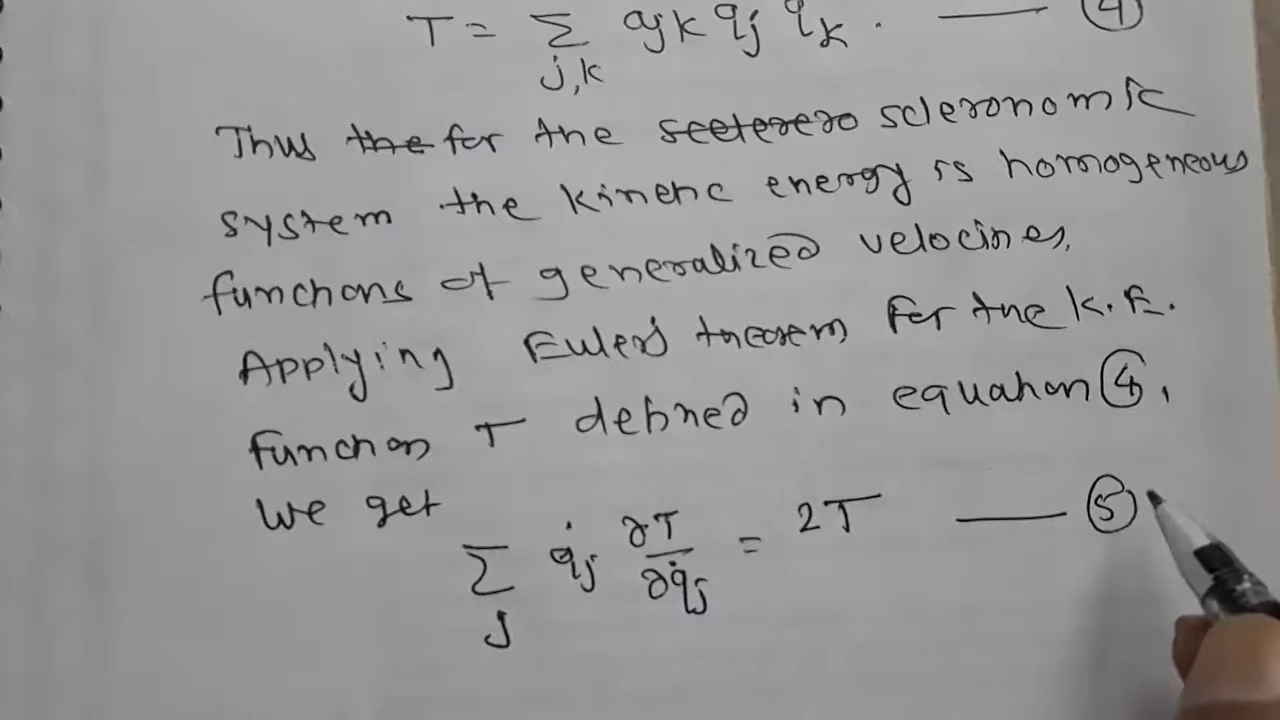 T = Σ ajk q̇j q̇k . —— (4)
j,k
Thus the for the seeterero scleronomic
system the kinetic energy is homogeneous
functions of generalized velocities.
Applying Euler's theorem for the K.E.
function T defined in equation (4),
we get
Σ q̇j ∂T/∂q̇j = 2T —— (5)
j